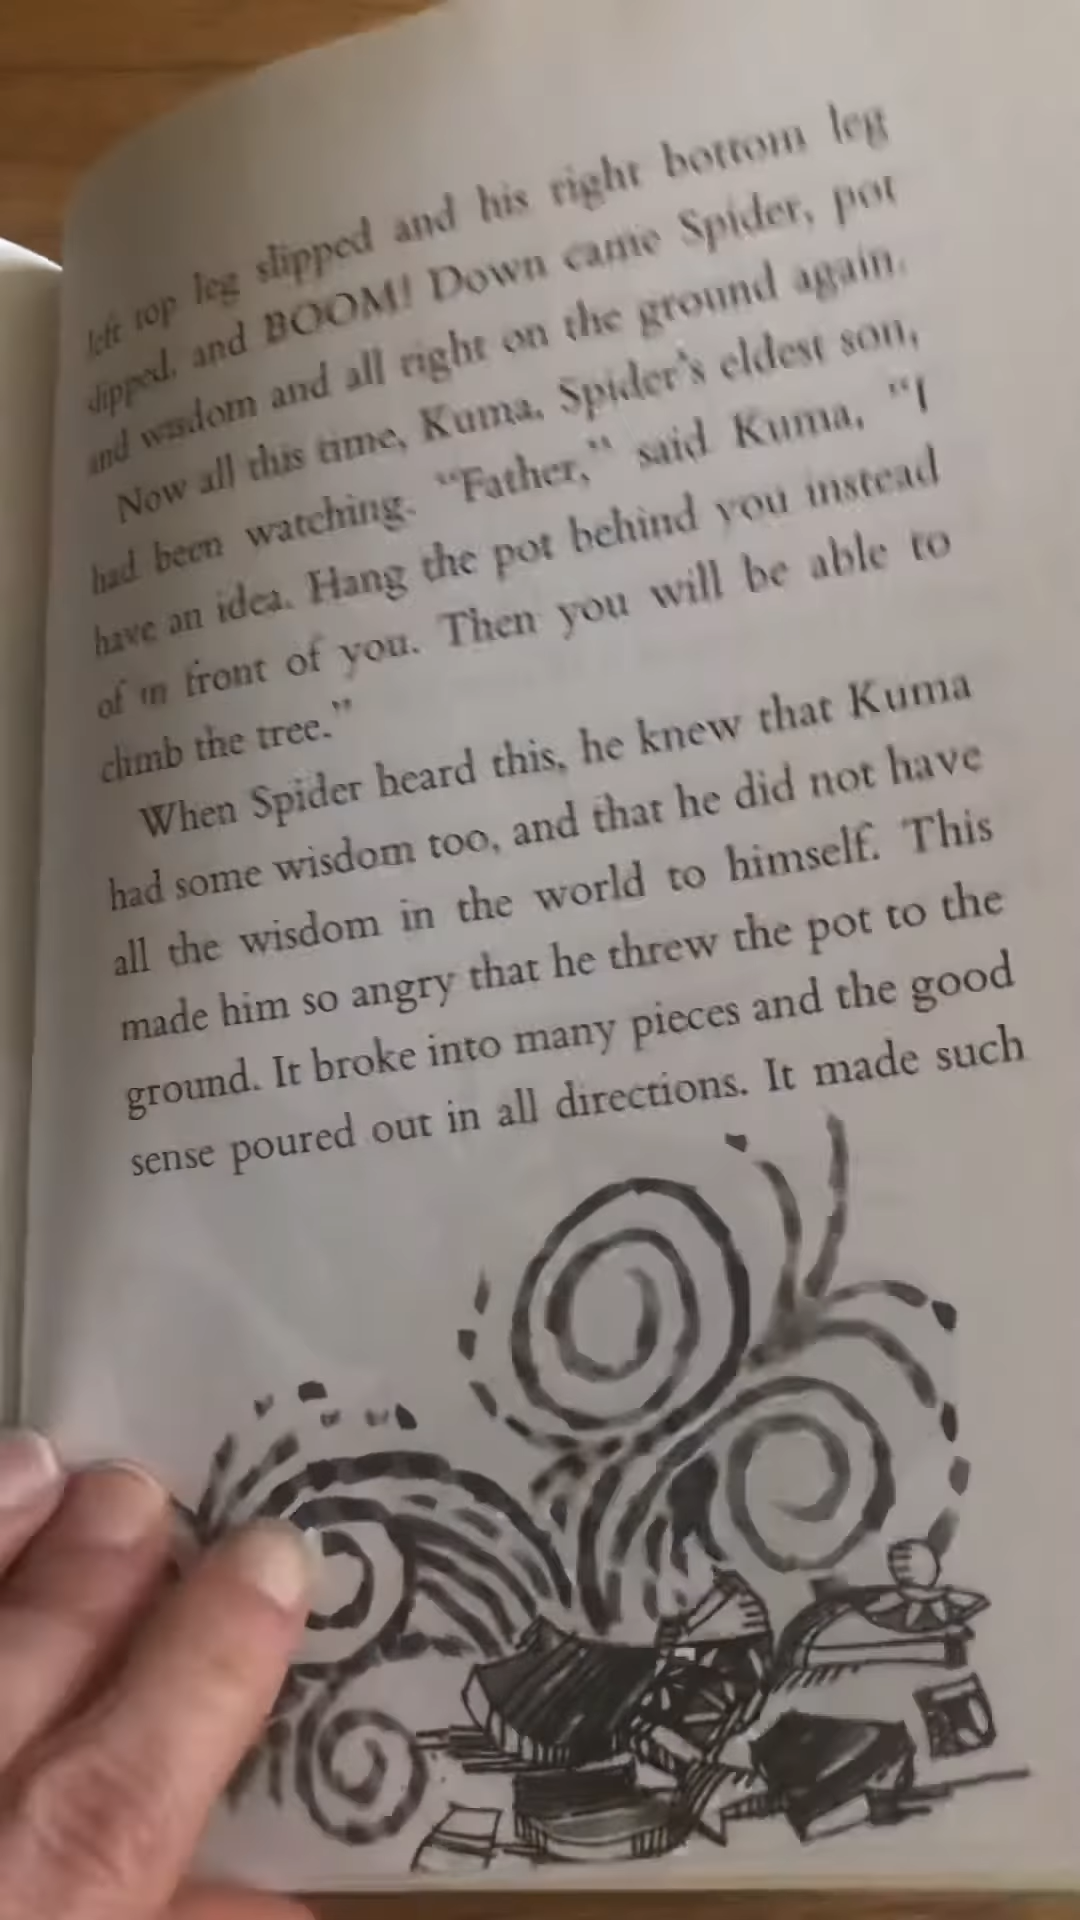 left top leg slipped and his right bottom leg
slipped, and BOOM! Down came Spider, pot
and wisdom and all right on the ground again.
Now all this time, Kuma, Spider's eldest son,
had been watching. "Father," said Kuma, "I
have an idea. Hang the pot behind you instead
of in front of you. Then you will be able to
climb the tree."
When Spider heard this, he knew that Kuma
had some wisdom too, and that he did not have
all the wisdom in the world to himself. This
made him so angry that he threw the pot to the
ground. It broke into many pieces and the good
sense poured out in all directions. It made such